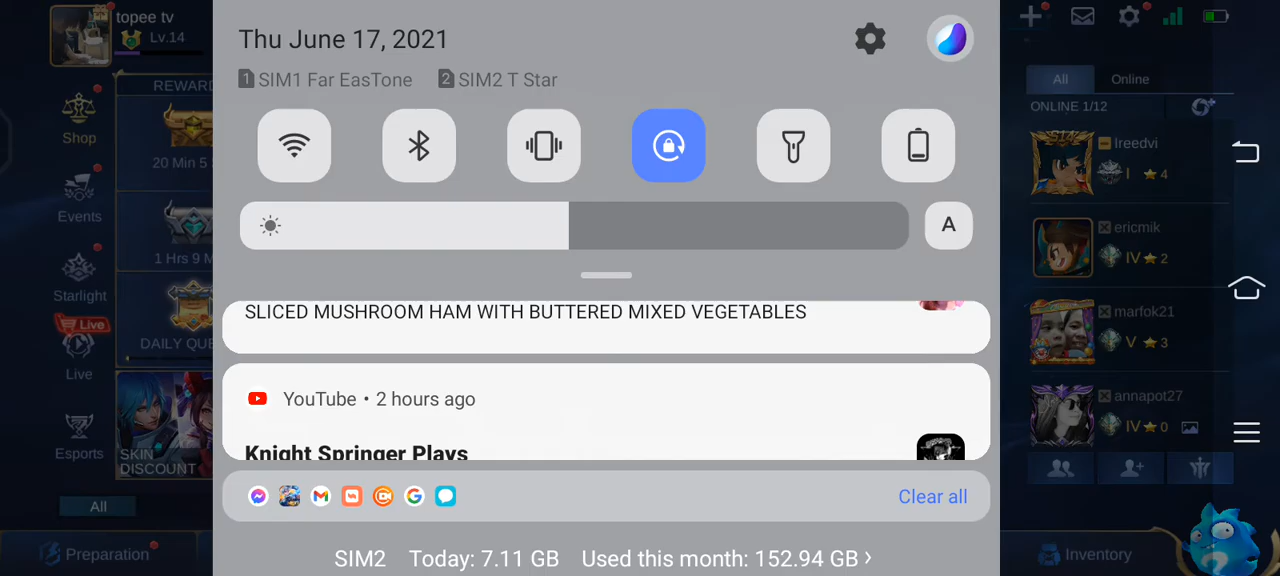 topee tv
Lv.14
Thu June 17, 2021
1 SIM1 Far EasTone 2 SIM2 T Star
All Online
REWARD
ONLINE 1/12
Shop
20 Min 5
Ireedvi
I 4
A
Events
ericmik
1 Hrs 9 M
IV 2
Starlight
SLICED MUSHROOM HAM WITH BUTTERED MIXED VEGETABLES
marfok21
Live
DAILY QUE
V 3
Live
YouTube • 2 hours ago
annapot27
IV 0
Knight Springer Plays
Esports
SKIN
DISCOUNT
Clear all
All
Preparation
SIM2 Today: 7.11 GB Used this month: 152.94 GB ›
Inventory